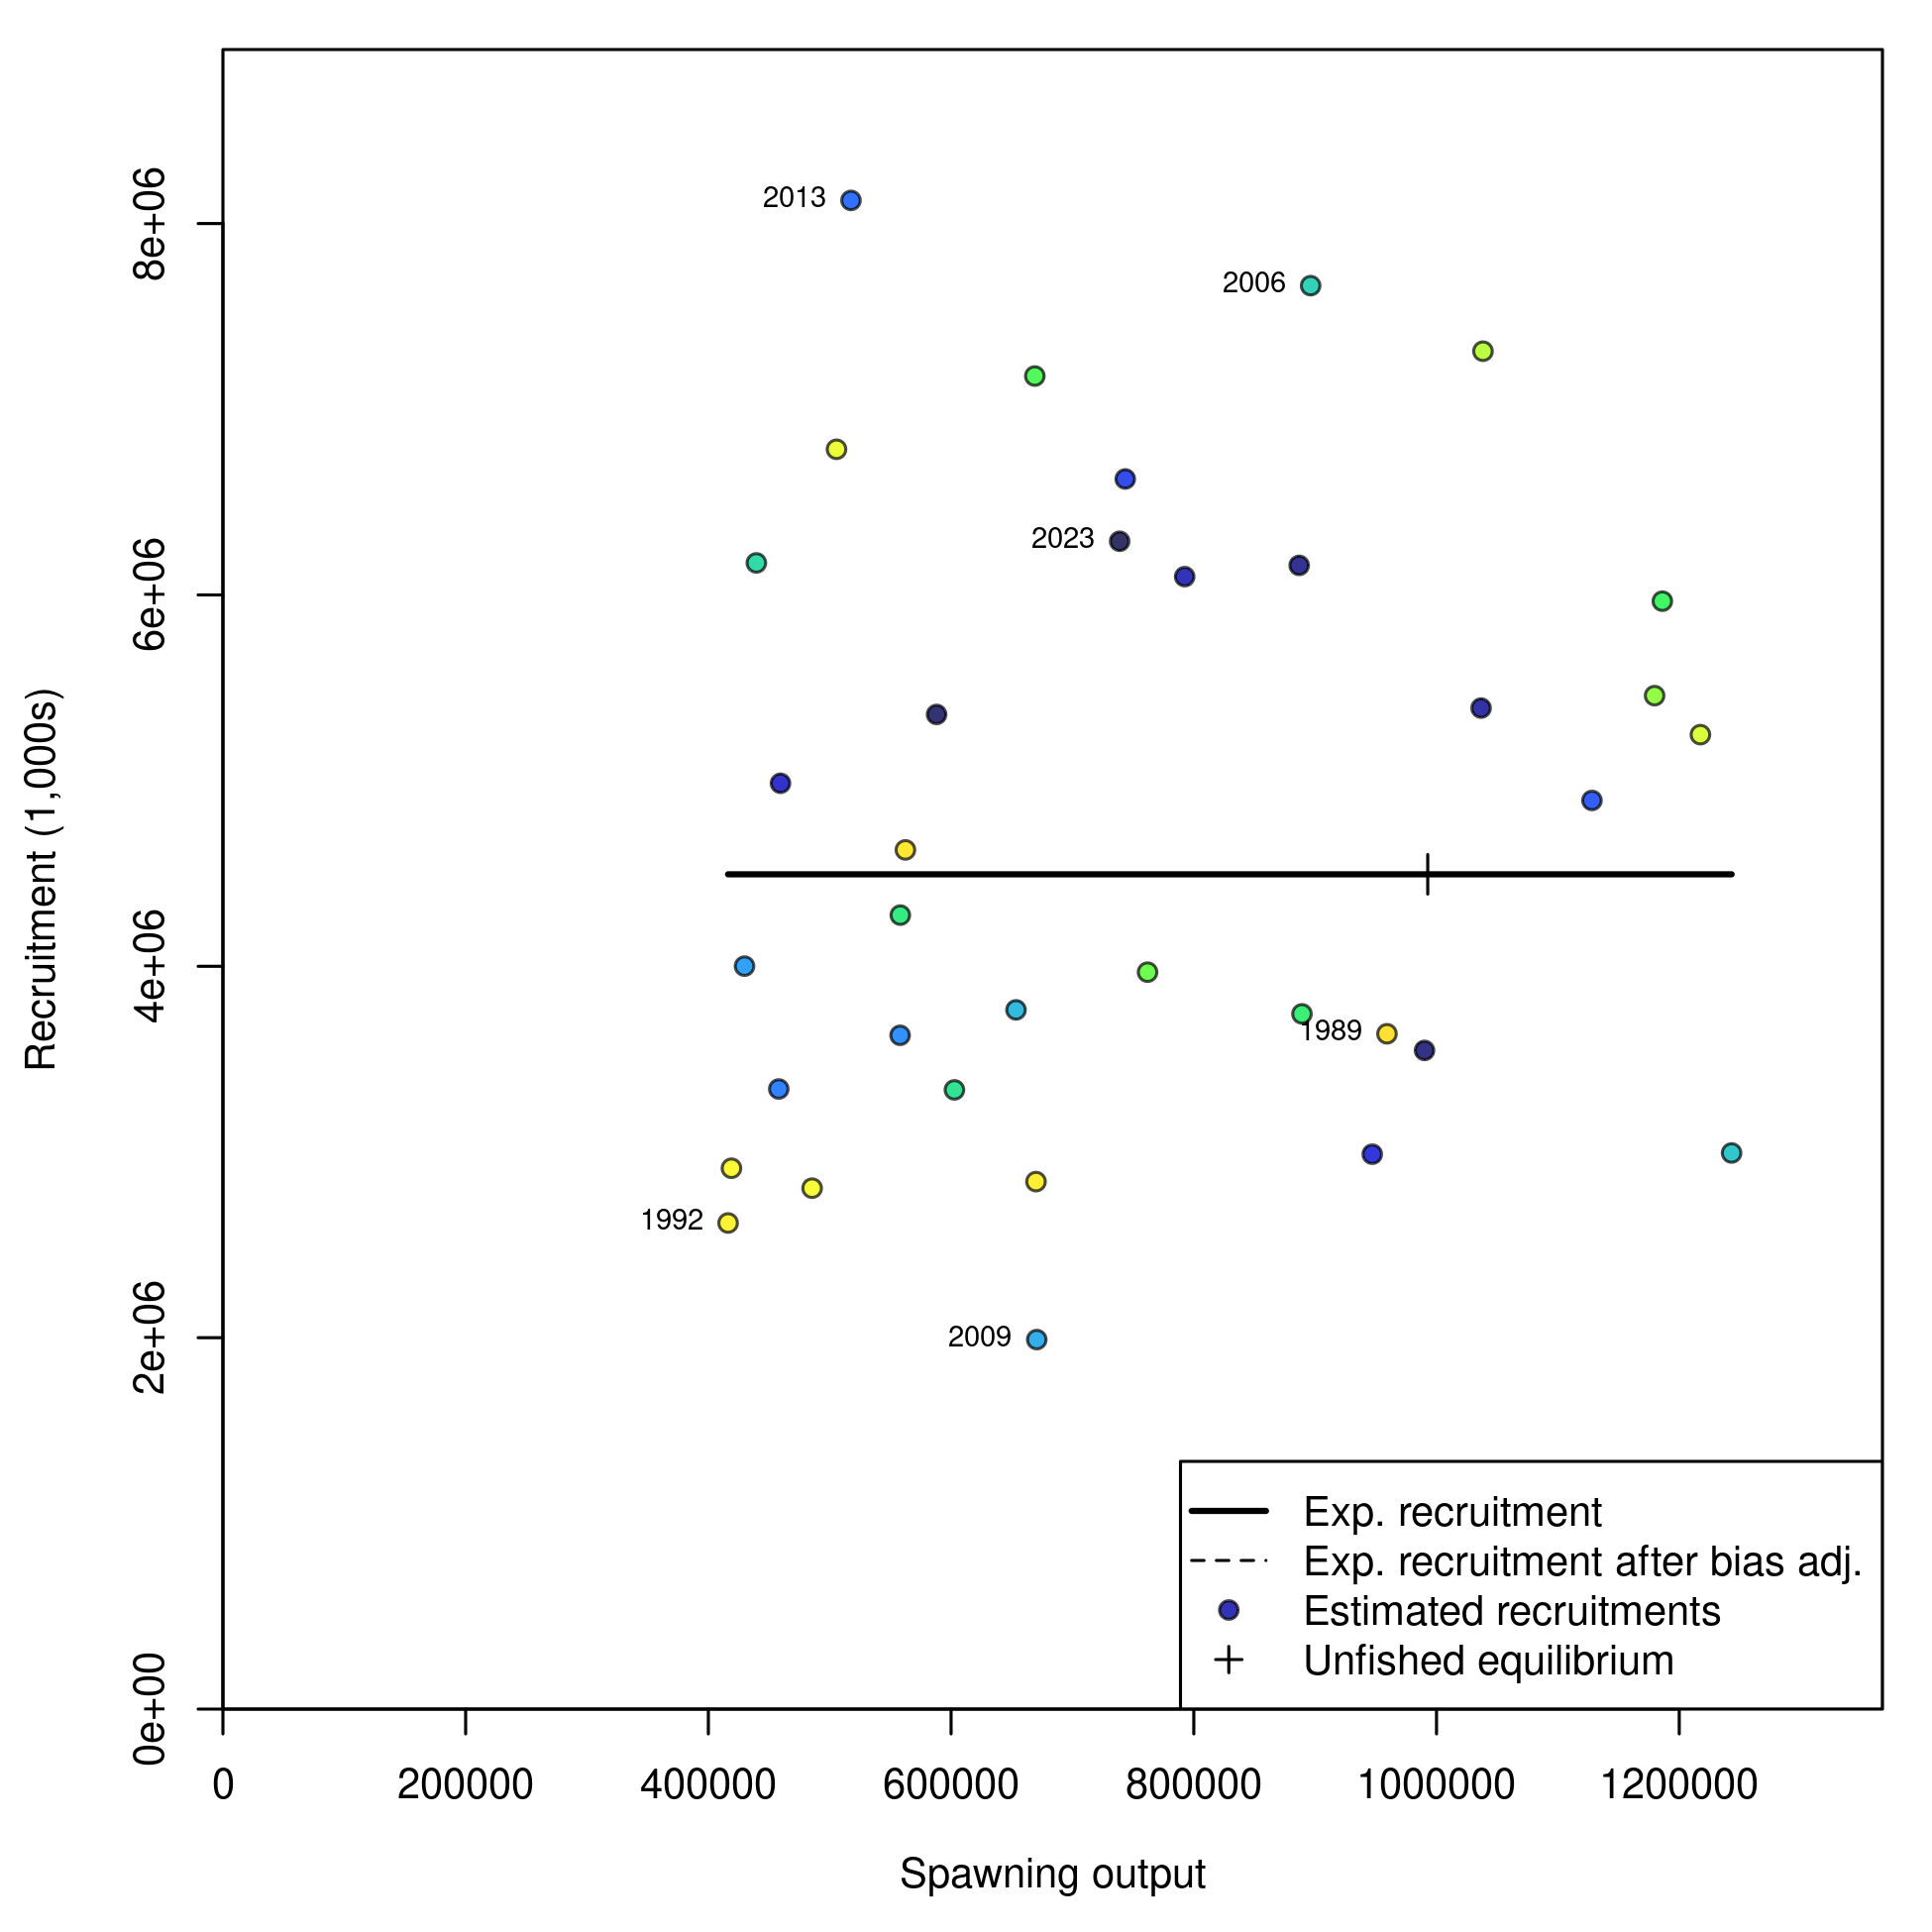 2013
2006
2023
1989
1992
2009
Recruitment (1,000s)
8e+06
6e+06
4e+06
2e+06
0e+00
0 200000 400000 600000 800000 1000000 1200000
Spawning output
Exp. recruitment
Exp. recruitment after bias adj.
Estimated recruitments
Unfished equilibrium